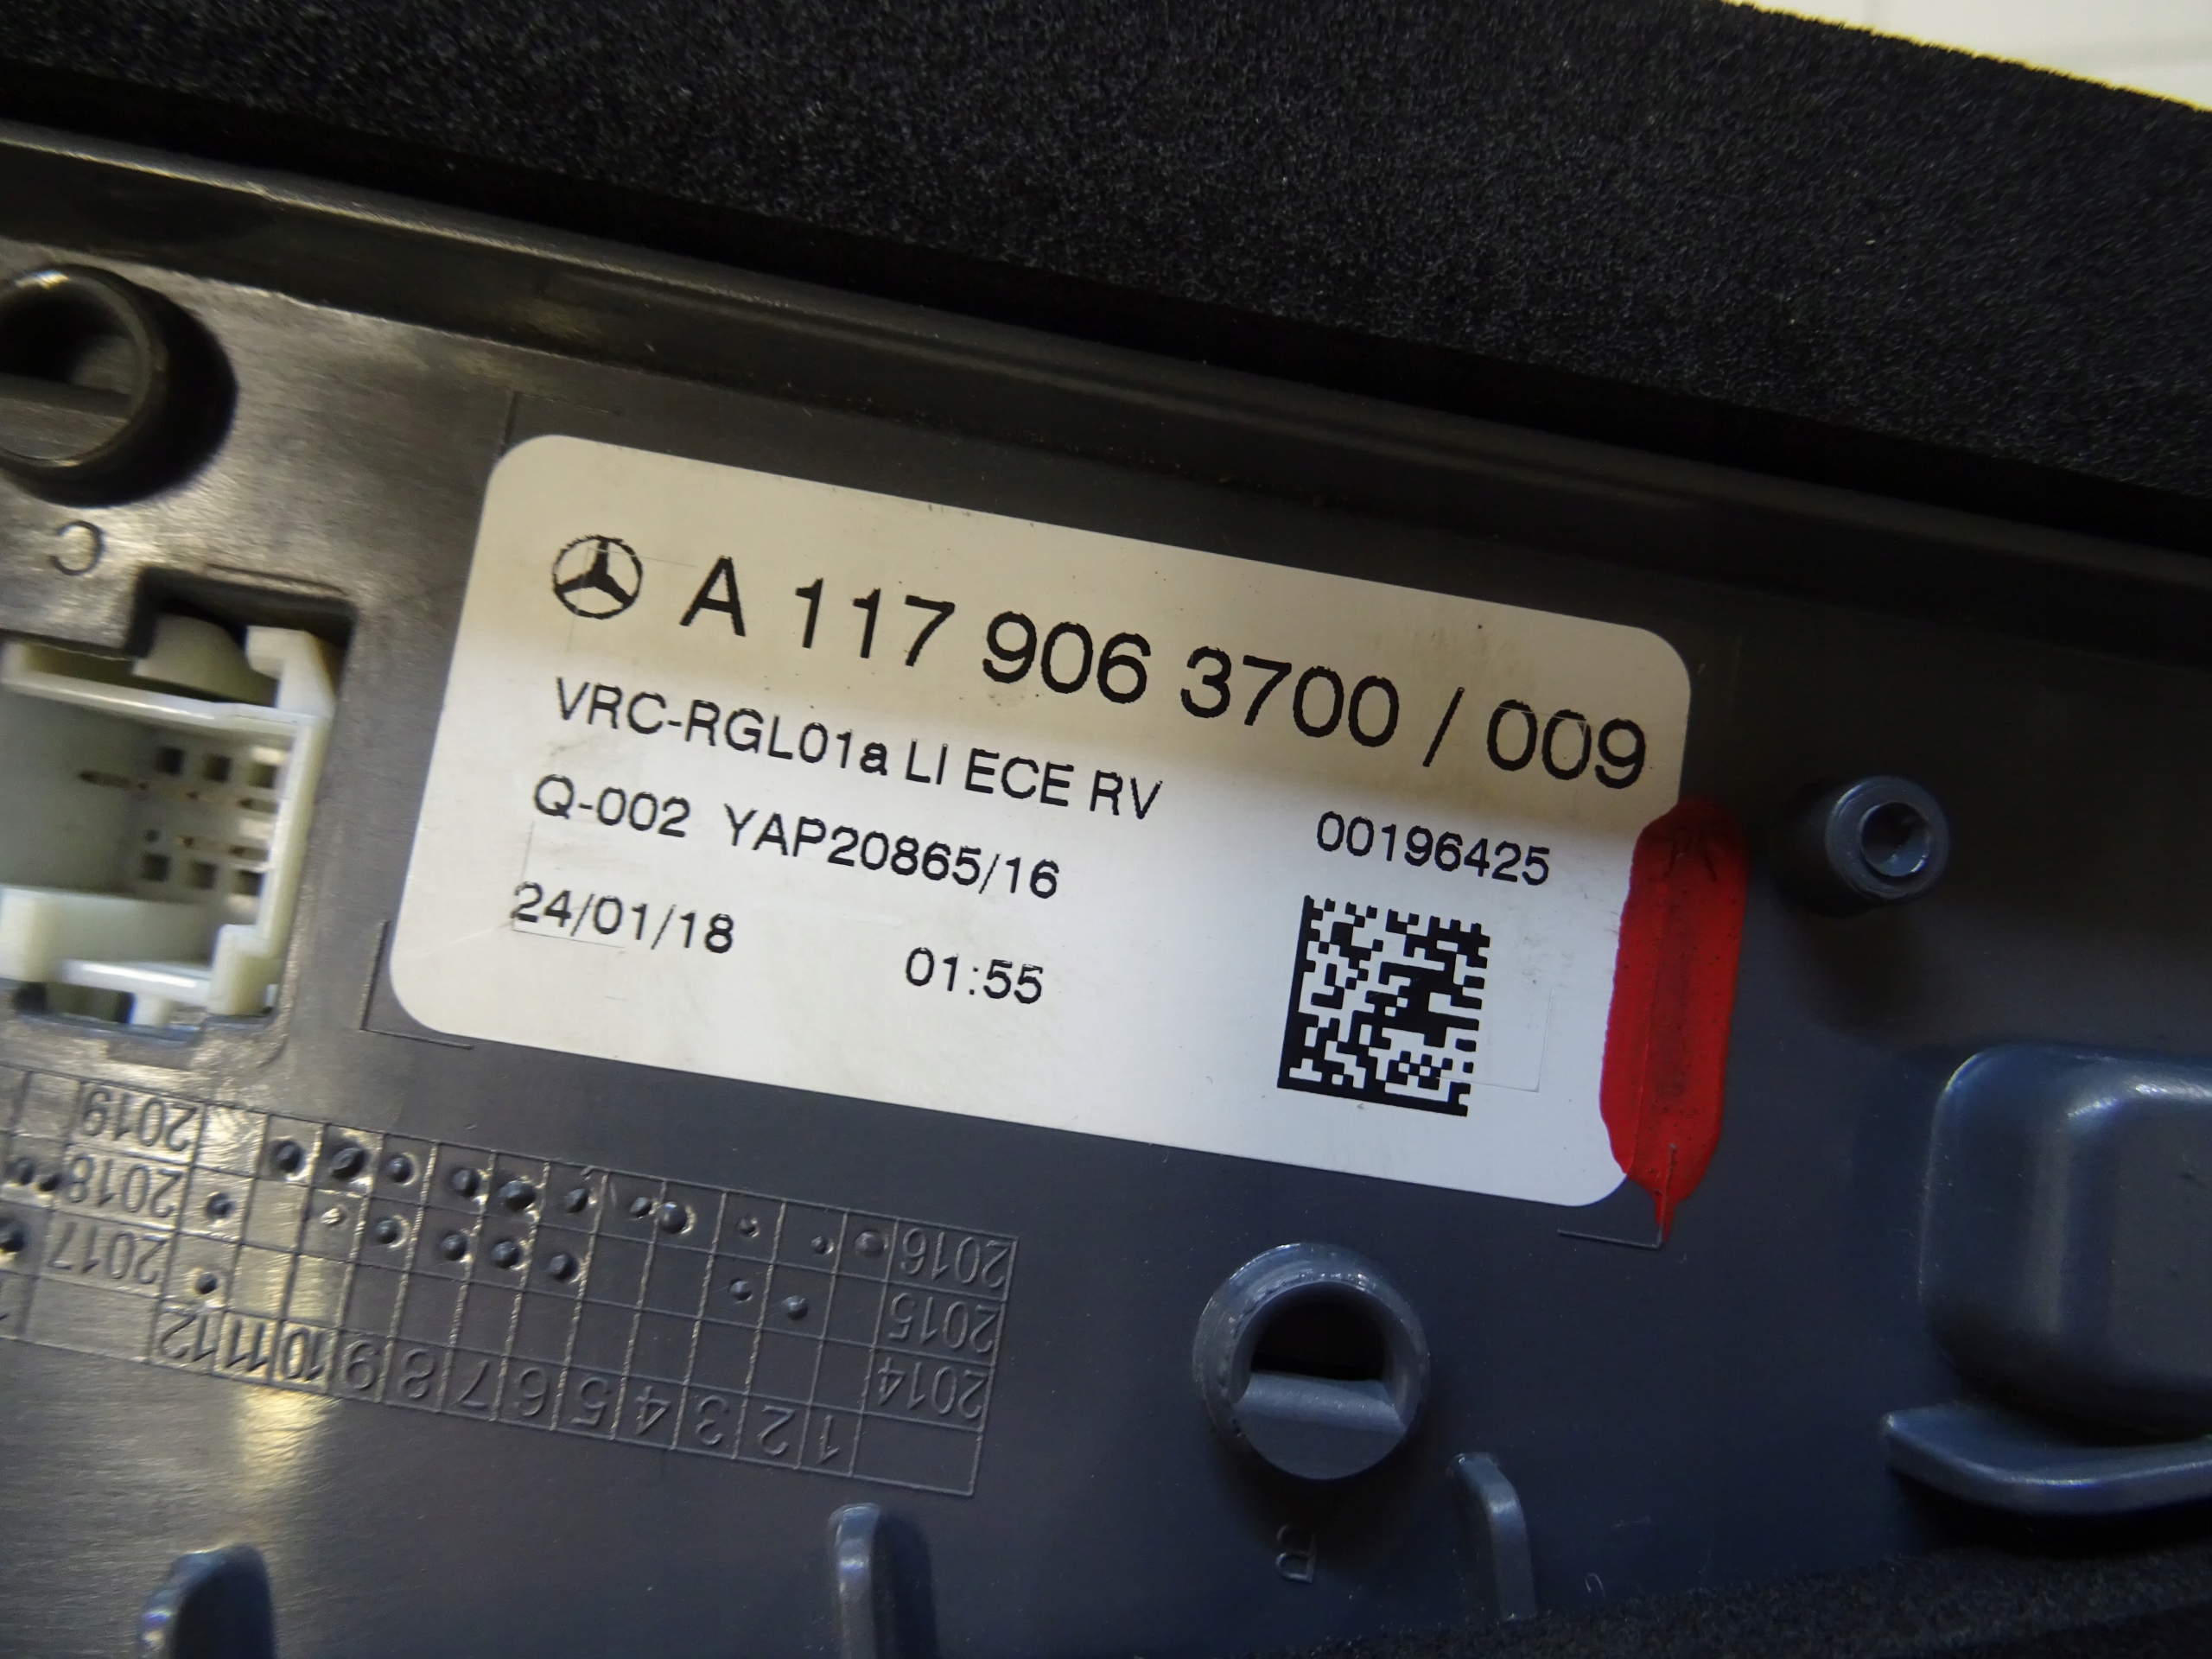 A 117 906 3700 / 009
VRC-RGL01a LI ECE RV
00196425
Q-002 YAP20865/16
24/01/18 01:55
C
2019
2018
2017
2016
2015
2014
1 2 3 4 5 6 7 8 9 10 11 12
B